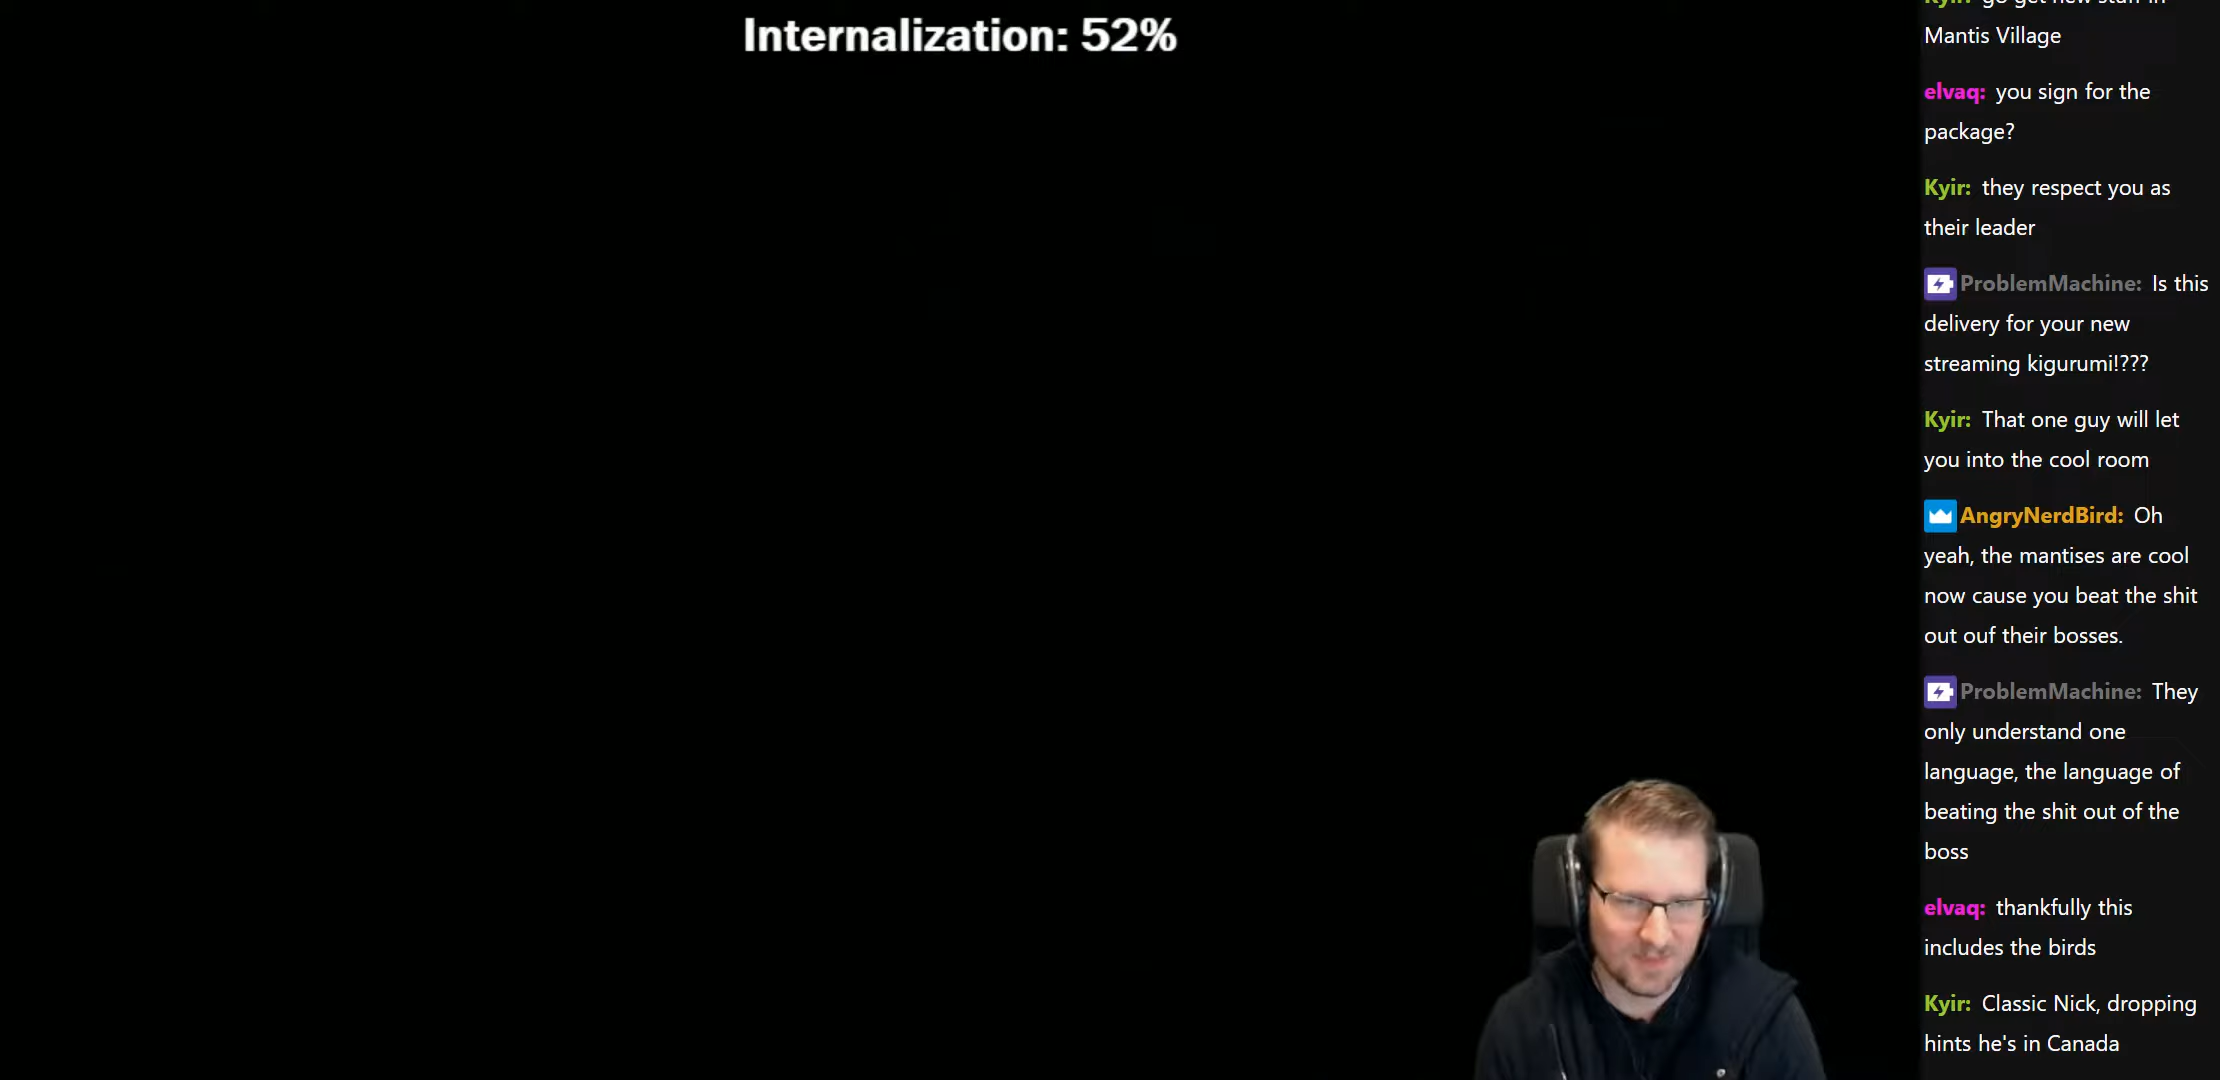 Internalization: 52%
Mantis Village
elvaq: you sign for the
package?
Kyir: they respect you as
their leader
ProblemMachine: Is this
delivery for your new
streaming kigurumi!???
Kyir: That one guy will let
you into the cool room
AngryNerdBird: Oh
yeah, the mantises are cool
now cause you beat the shit
out ouf their bosses.
ProblemMachine: They
only understand one
language, the language of
beating the shit out of the
boss
elvaq: thankfully this
includes the birds
Kyir: Classic Nick, dropping
hints he's in Canada